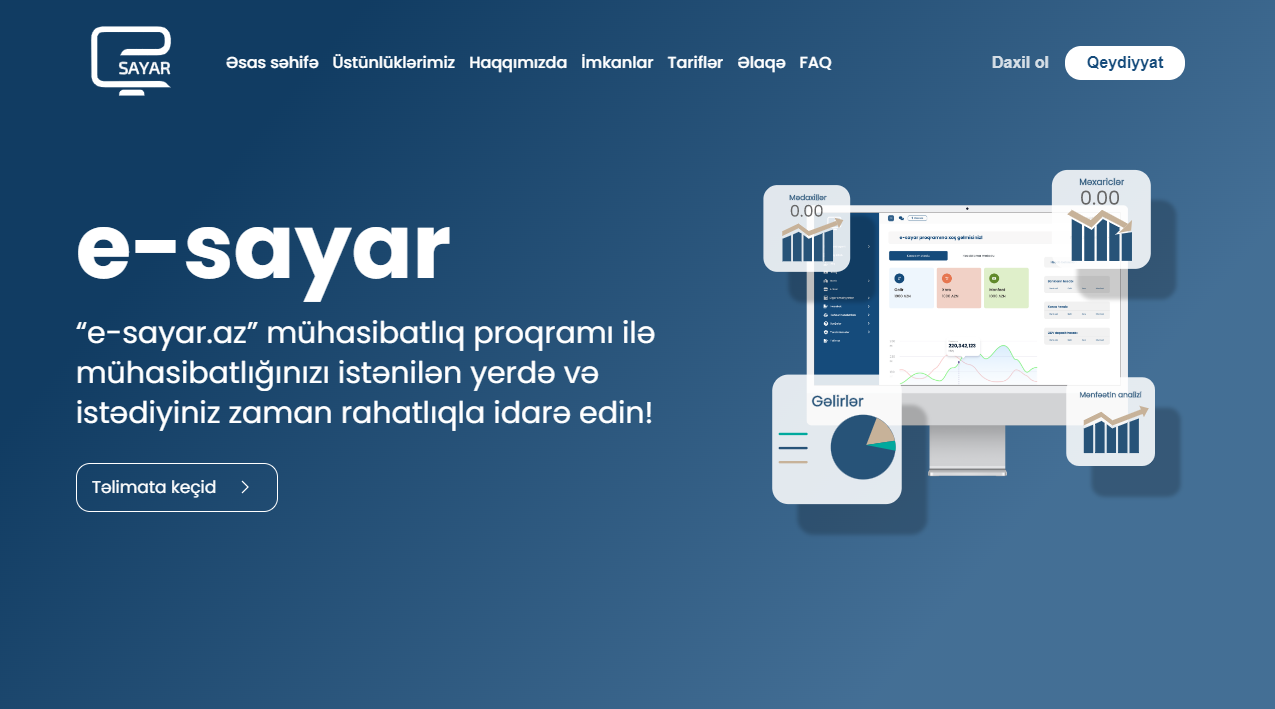 SAYAR
Əsas səhifə Üstünlüklərimiz Haqqımızda İmkanlar Tariflər Əlaqə FAQ
Daxil ol
Qeydiyyat
e-sayar
“e-sayar.az” mühasibatlıq proqramı ilə
mühasibatlığınızı istənilən yerdə və
istədiyiniz zaman rahatlıqla idarə edin!
Təlimata keçid
Mədaxillər
0.00
Məxariclər
0.00
e-sayar proqramına xoş gəlmisiniz!
Gəlir
220,342,123
Gəlirlər
Mənfəətin analizi